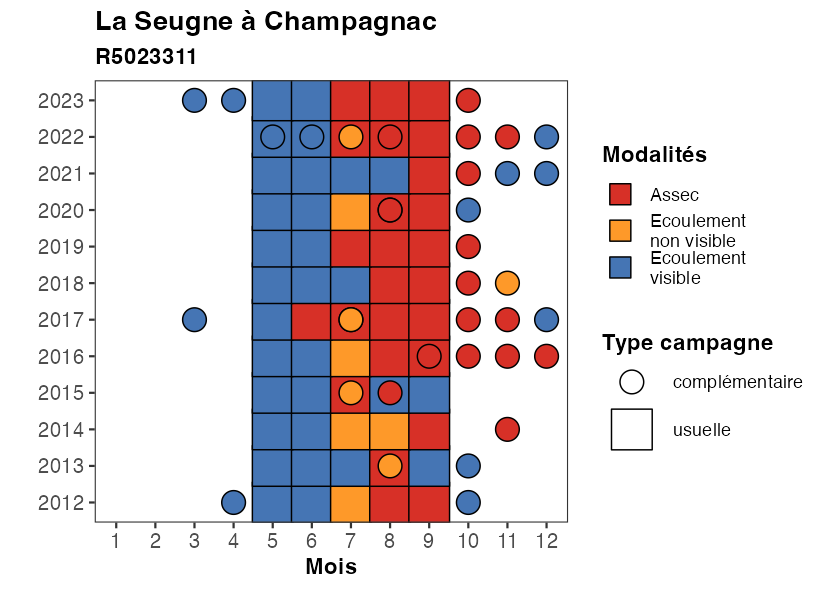 La Seugne à Champagnac
R5023311
2023
2022
2021
2020
2019
2018
2017
2016
2015
2014
2013
2012
1 2 3 4 5 6 7 8 9 10 11 12
Mois
Modalités
Assec
Ecoulement
non visible
Ecoulement
visible
Type campagne
complémentaire
usuelle